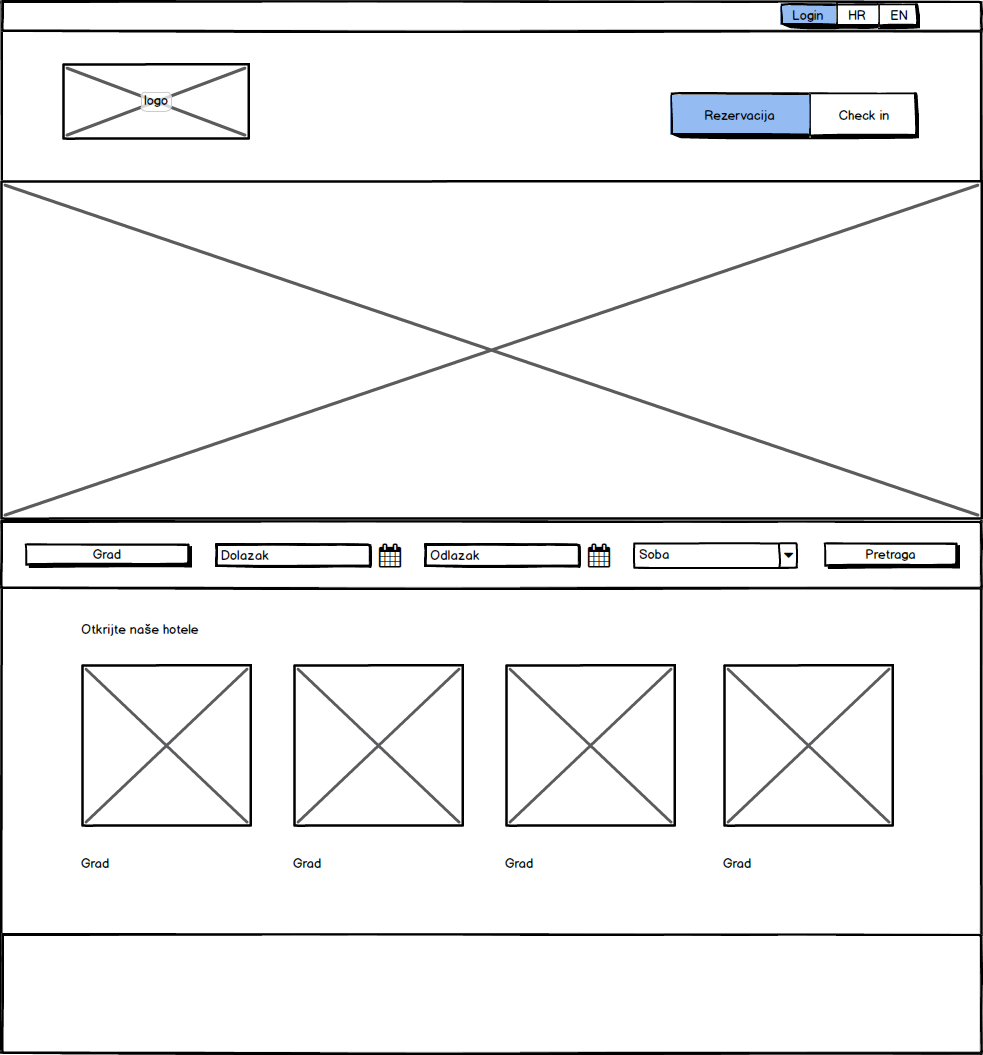 Login HR EN
logo
Rezervacija Check in
Grad Dolazak Odlazak Soba Pretraga
Otkrijte naše hotele
Grad Grad Grad Grad